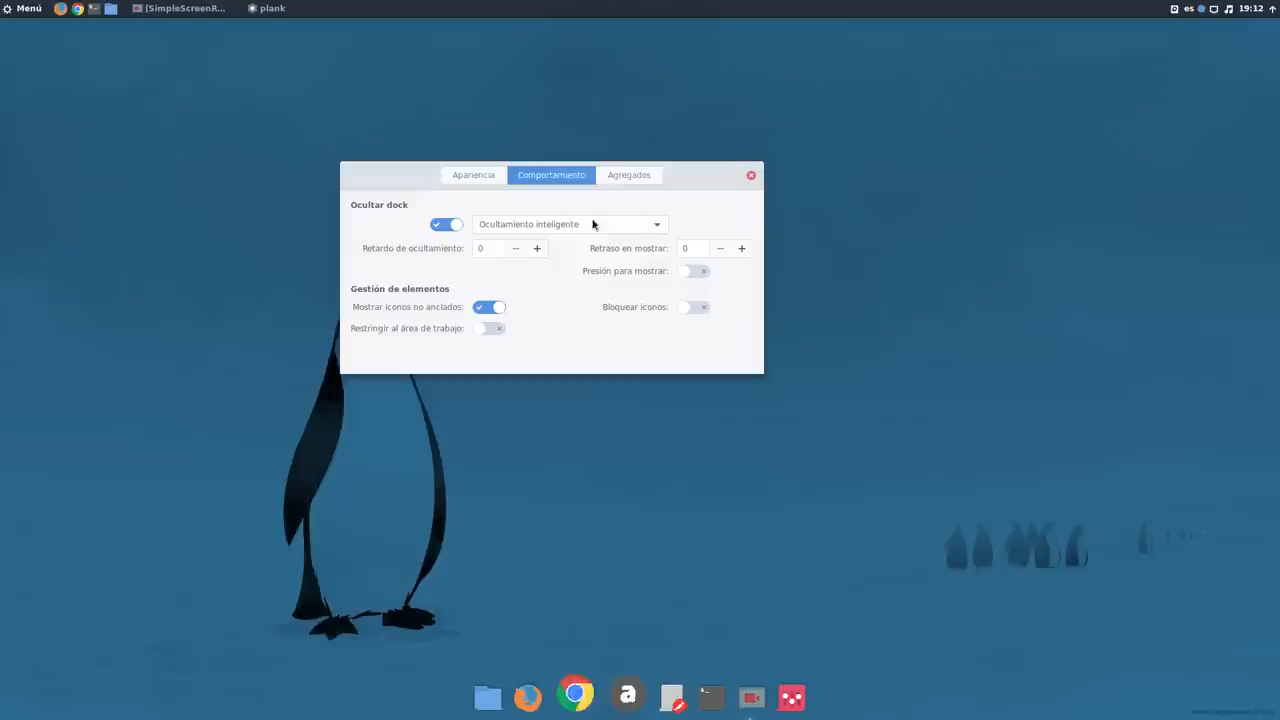 Menú
[SimpleScreenR...
plank
es
19:12
Apariencia
Comportamiento
Agregados
Ocultar dock
Ocultamiento inteligente
Retardo de ocultamiento:
0
Retraso en mostrar:
0
Presión para mostrar:
Gestión de elementos
Mostrar iconos no anclados:
Bloquear iconos:
Restringir al área de trabajo:
a